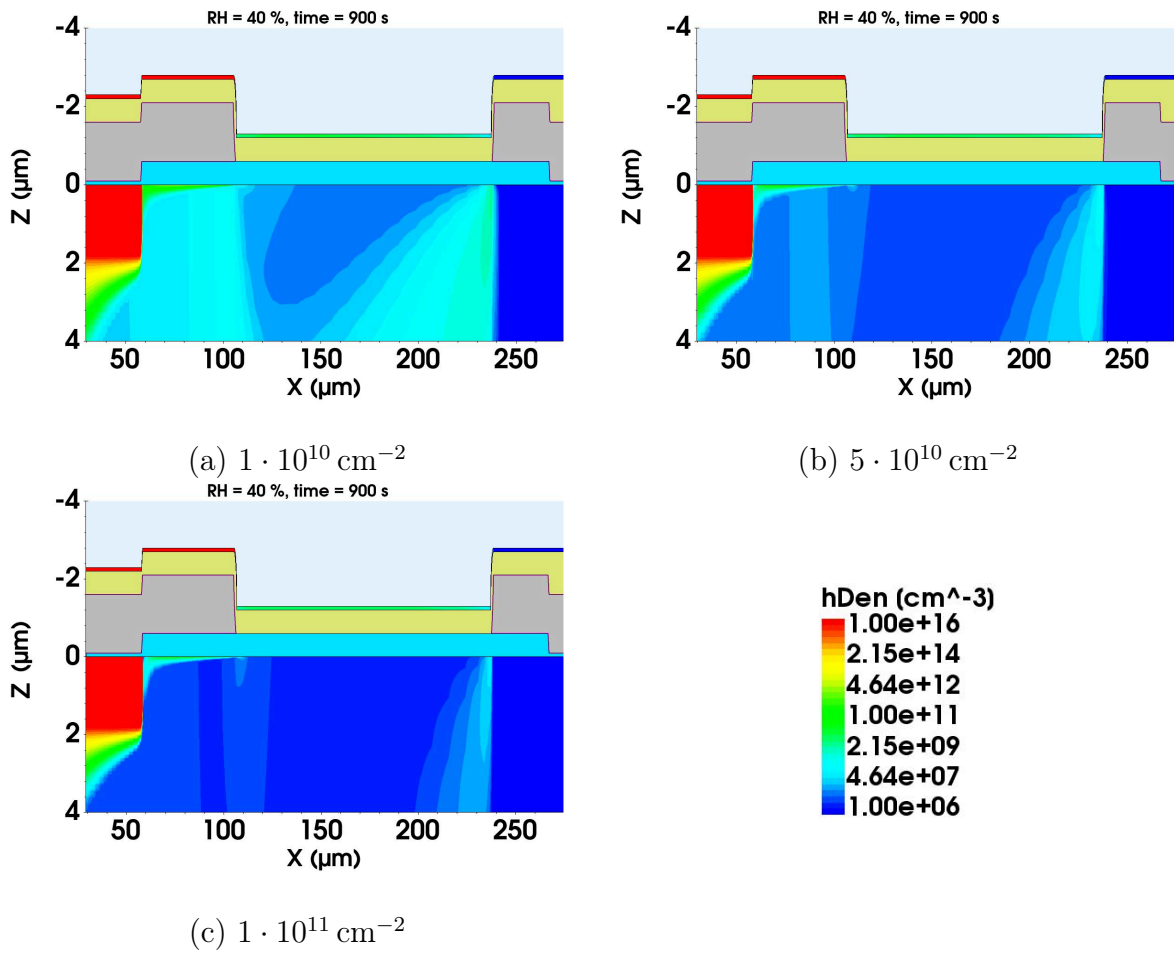 RH = 40 %, time = 900 s
-4
-2
0
2
4
Z (µm)
50 100 150 200 250
X (µm)
(a) 1 · 10^10 cm^−2
RH = 40 %, time = 900 s
-4
-2
0
2
4
Z (µm)
50 100 150 200 250
X (µm)
(b) 5 · 10^10 cm^−2
RH = 40 %, time = 900 s
-4
-2
0
2
4
Z (µm)
50 100 150 200 250
X (µm)
(c) 1 · 10^11 cm^−2
hDen (cm^-3)
1.00e+16
2.15e+14
4.64e+12
1.00e+11
2.15e+09
4.64e+07
1.00e+06